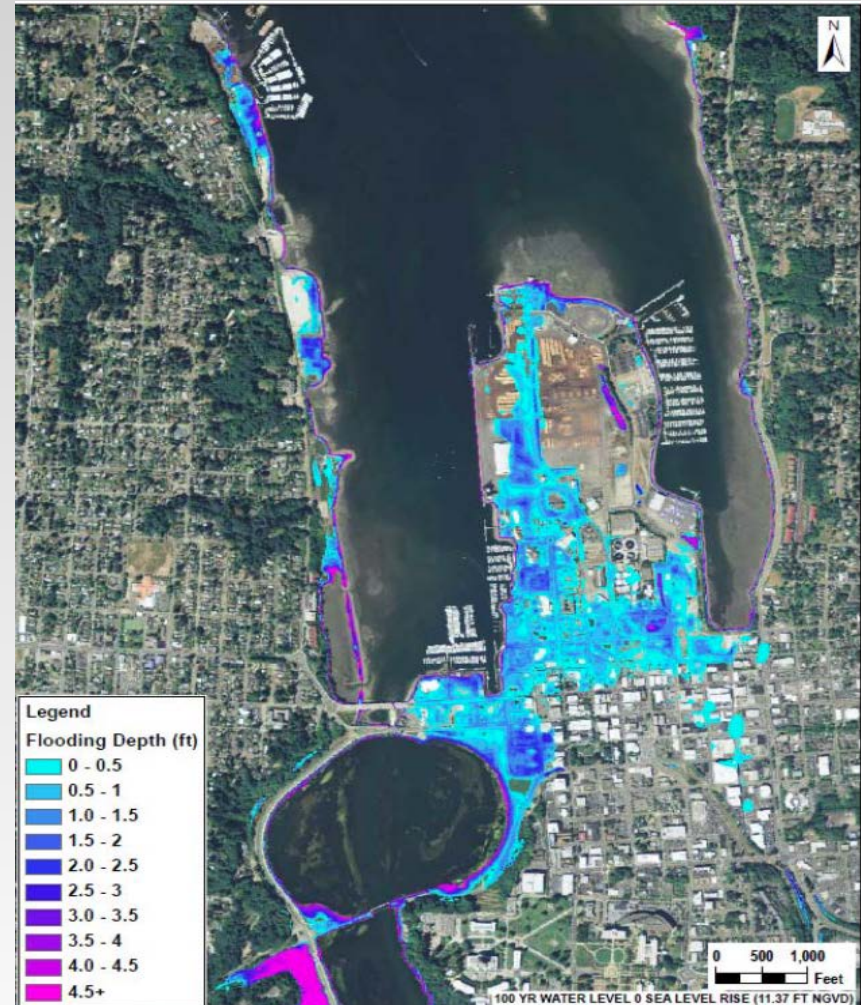 N
Legend
Flooding Depth (ft)
0 - 0.5
0.5 - 1
1.0 - 1.5
1.5 - 2
2.0 - 2.5
2.5 - 3
3.0 - 3.5
3.5 - 4
4.0 - 4.5
4.5+
0 500 1,000
Feet
100 YR WATER LEVEL 0 SEA LEVEL RISE (11.37 FT NGVD)